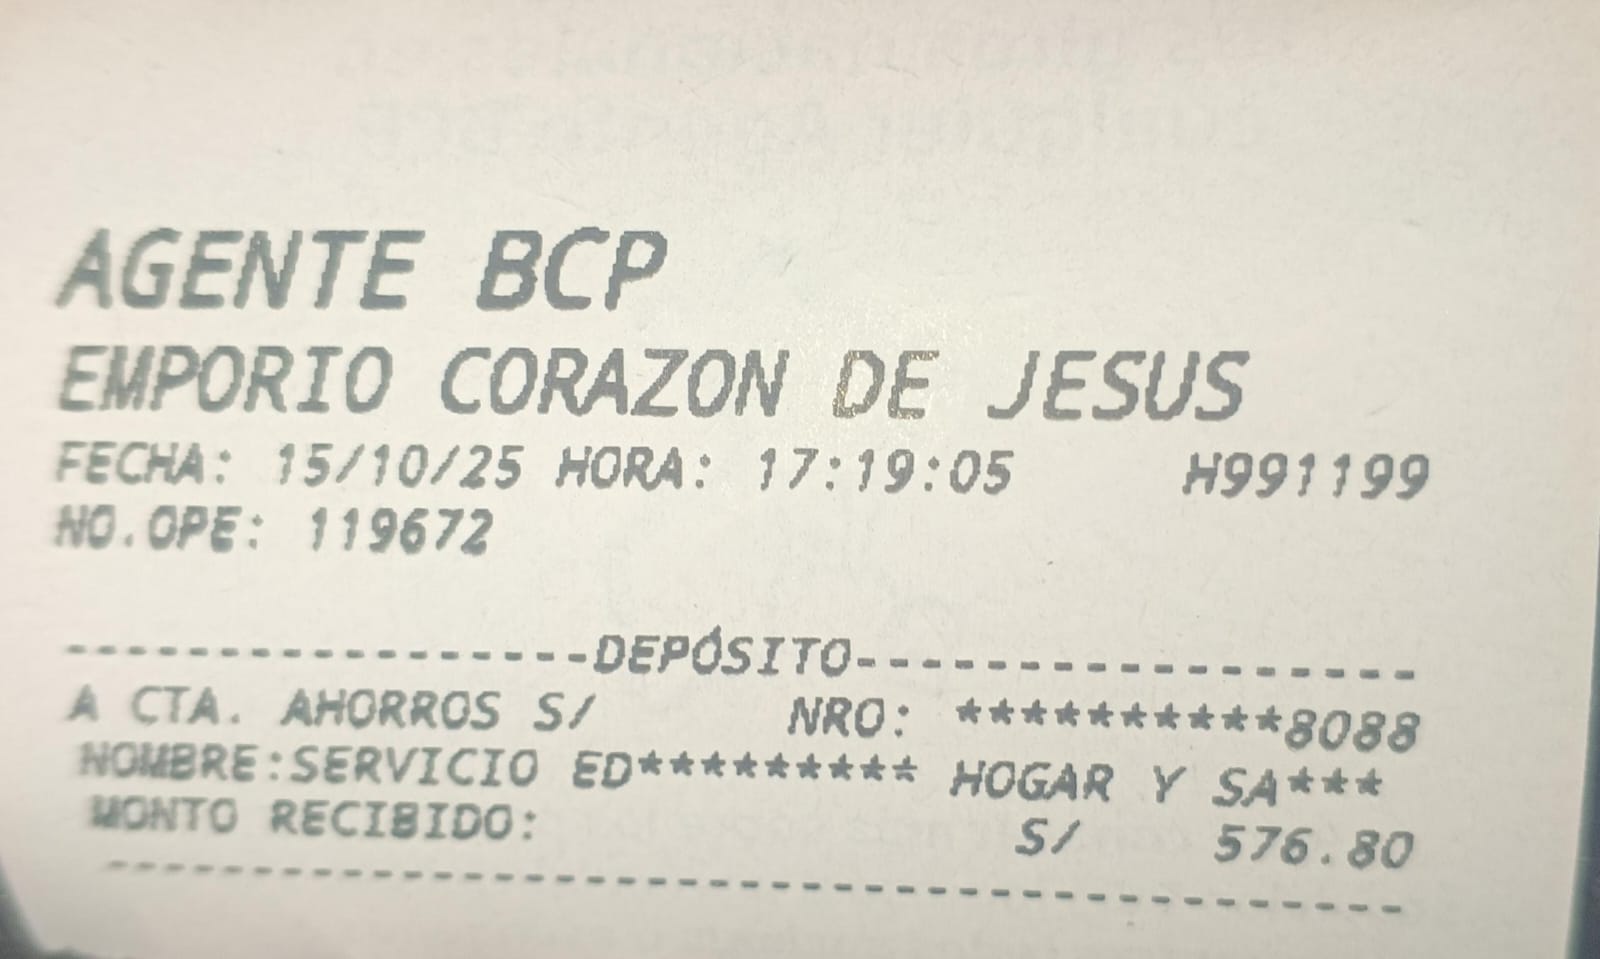 AGENTE BCP
EMPORIO CORAZON DE JESUS
FECHA: 15/10/25 HORA: 17:19:05 H991199
NO.OPE: 119672
------------------DEPÓSITO------------------
A CTA. AHORROS S/ NRO: **********8088
NOMBRE:SERVICIO ED********* HOGAR Y SA***
MONTO RECIBIDO: S/ 576.80
--------------------------------------------